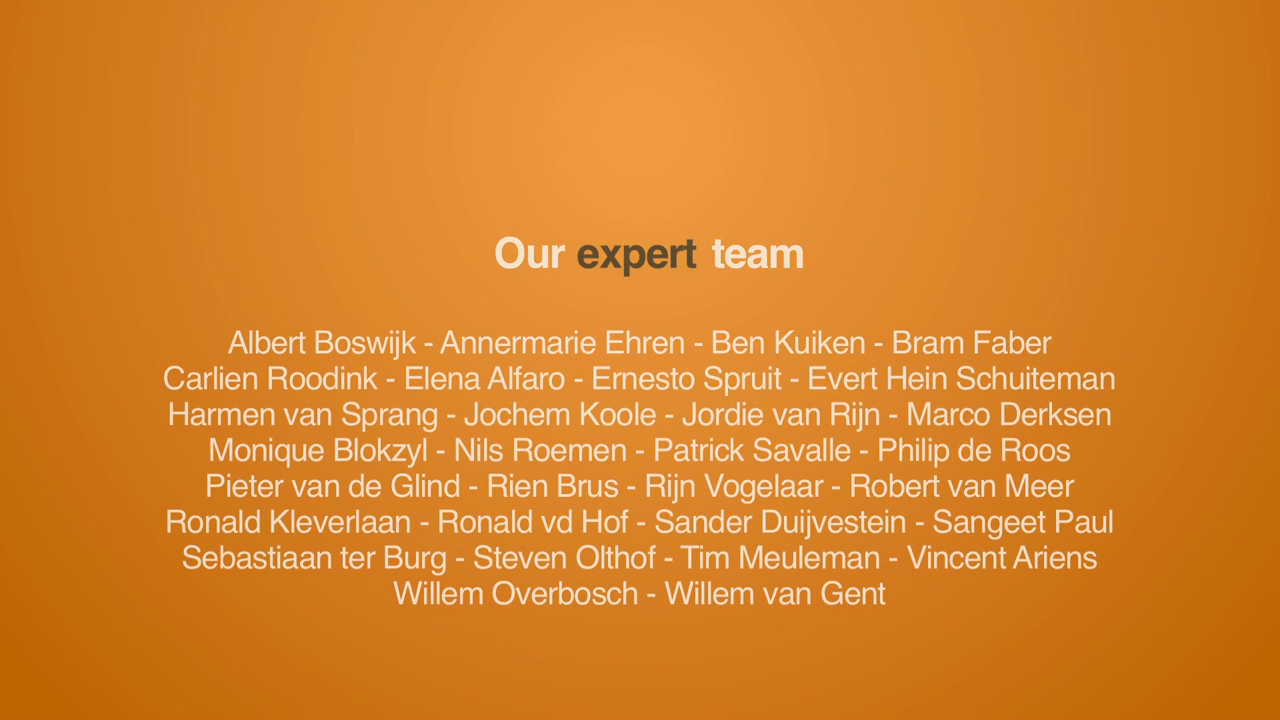 Our expert team
Albert Boswijk - Annermarie Ehren - Ben Kuiken - Bram Faber
Carlien Roodink - Elena Alfaro - Ernesto Spruit - Evert Hein Schuiteman
Harmen van Sprang - Jochem Koole - Jordie van Rijn - Marco Derksen
Monique Blokzyl - Nils Roemen - Patrick Savalle - Philip de Roos
Pieter van de Glind - Rien Brus - Rijn Vogelaar - Robert van Meer
Ronald Kleverlaan - Ronald vd Hof - Sander Duijvestein - Sangeet Paul
Sebastiaan ter Burg - Steven Olthof - Tim Meuleman - Vincent Ariens
Willem Overbosch - Willem van Gent